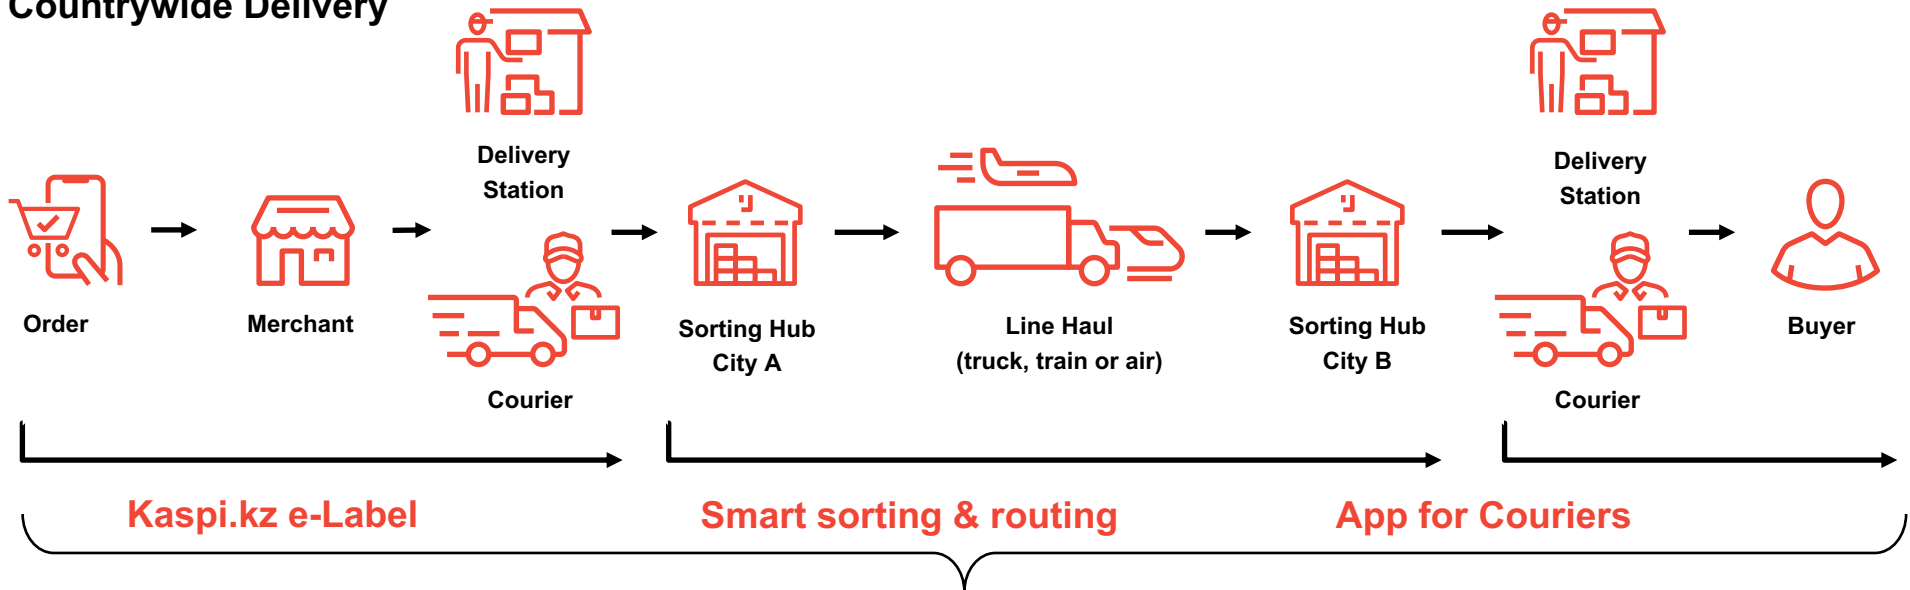 Countrywide Delivery
Order
Merchant
Delivery
Station
Courier
Sorting Hub
City A
Line Haul
(truck, train or air)
Sorting Hub
City B
Delivery
Station
Courier
Buyer
Kaspi.kz e-Label
Smart sorting & routing
App for Couriers